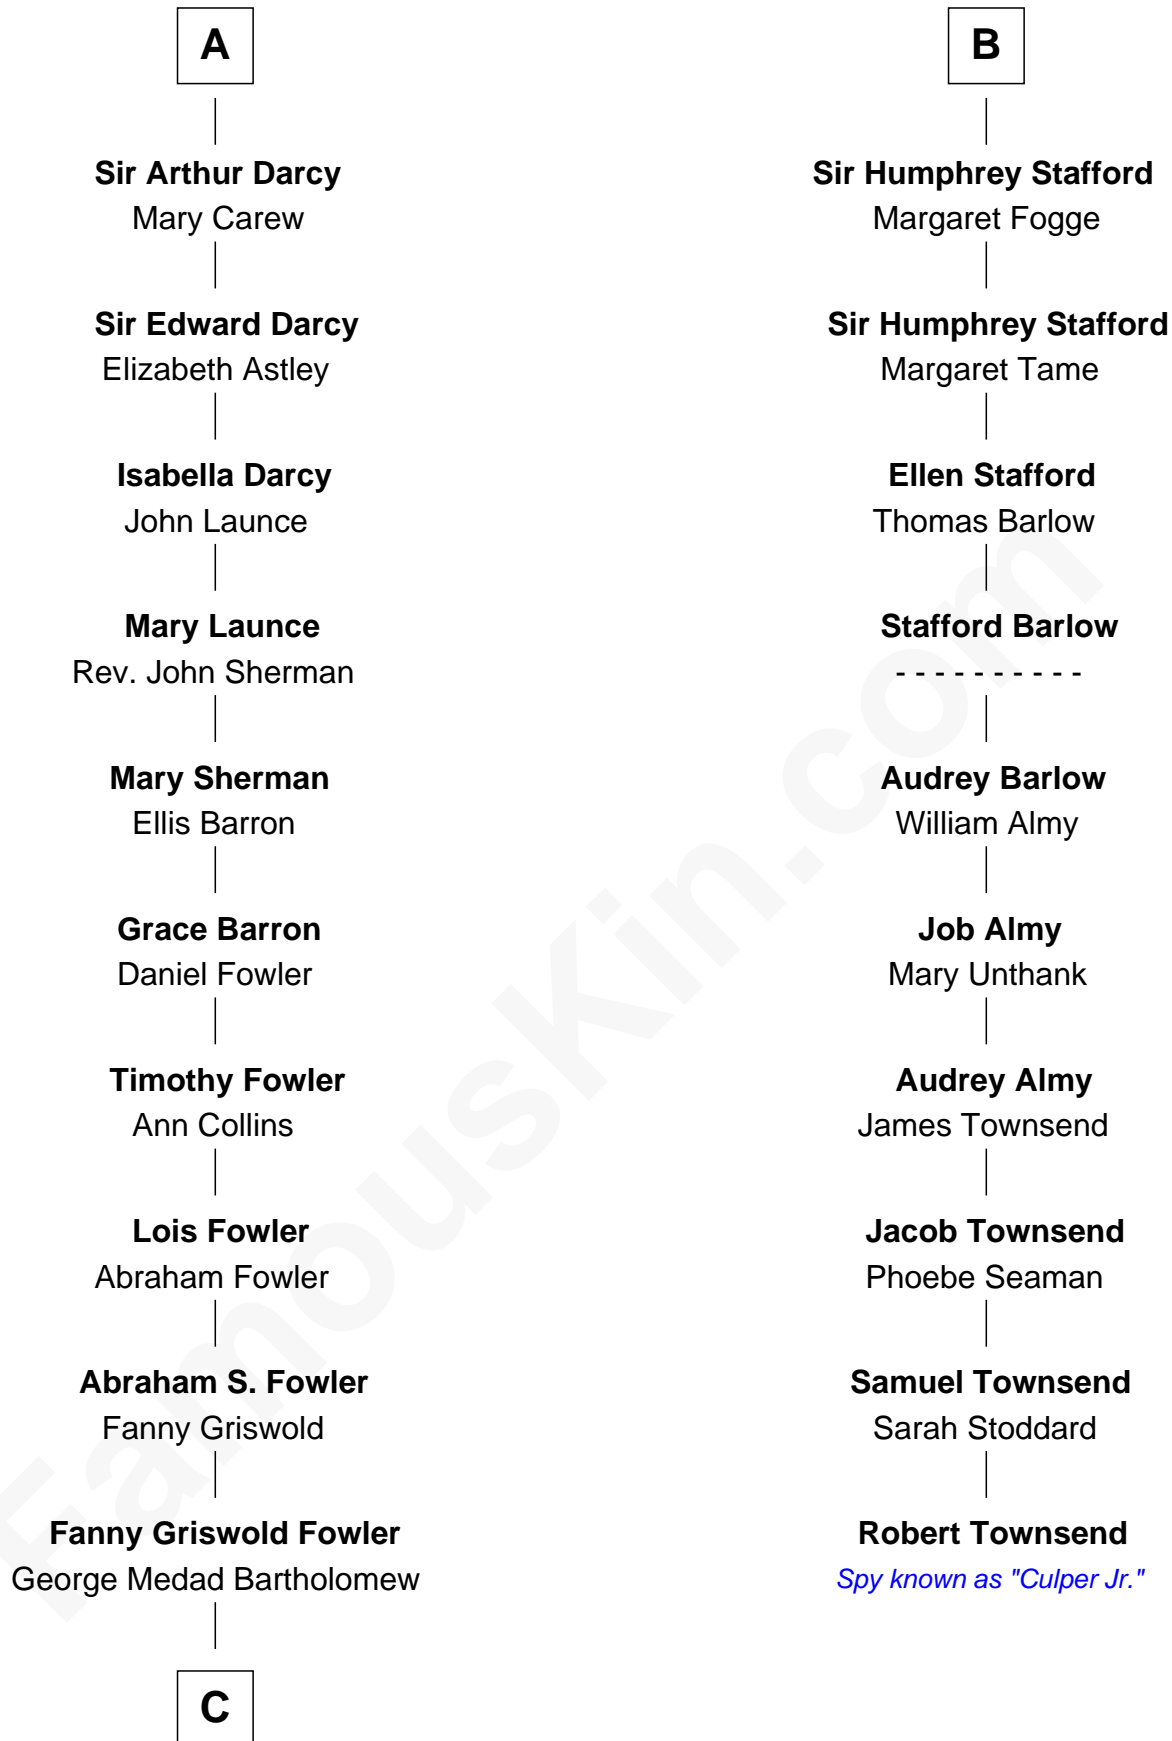 A
Sir Arthur Darcy
Mary Carew
Sir Edward Darcy
Elizabeth Astley
Isabella Darcy
John Launce
Mary Launce
Rev. John Sherman
Mary Sherman
Ellis Barron
Grace Barron
Daniel Fowler
Timothy Fowler
Ann Collins
Lois Fowler
Abraham Fowler
Abraham S. Fowler
Fanny Griswold
Fanny Griswold Fowler
George Medad Bartholomew
C
B
Sir Humphrey Stafford
Margaret Fogge
Sir Humphrey Stafford
Margaret Tame
Ellen Stafford
Thomas Barlow
Stafford Barlow
- - - - - - - - - -
Audrey Barlow
William Almy
Job Almy
Mary Unthank
Audrey Almy
James Townsend
Jacob Townsend
Phoebe Seaman
Samuel Townsend
Sarah Stoddard
Robert Townsend
Spy known as "Culper Jr."
FamousKin.com